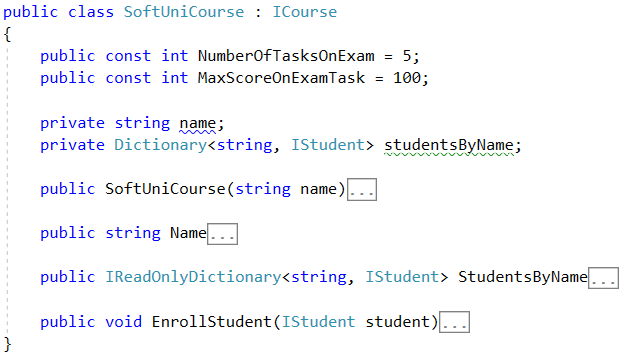 public class SoftUniCourse : ICourse
{
public const int NumberOfTasksOnExam = 5;
public const int MaxScoreOnExamTask = 100;
private string name;
private Dictionary<string, IStudent> studentsByName;
public SoftUniCourse(string name)...
public string Name...
public IReadOnlyDictionary<string, IStudent> StudentsByName...
public void EnrollStudent(IStudent student)...
}